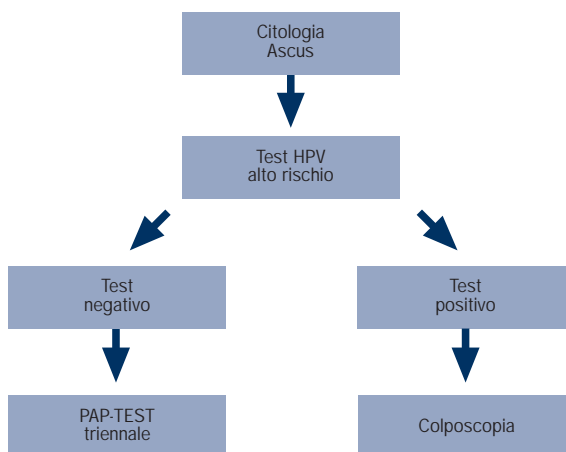 Citologia
Ascus
Test HPV
alto rischio
Test
negativo
Test
positivo
PAP-TEST
triennale
Colposcopia